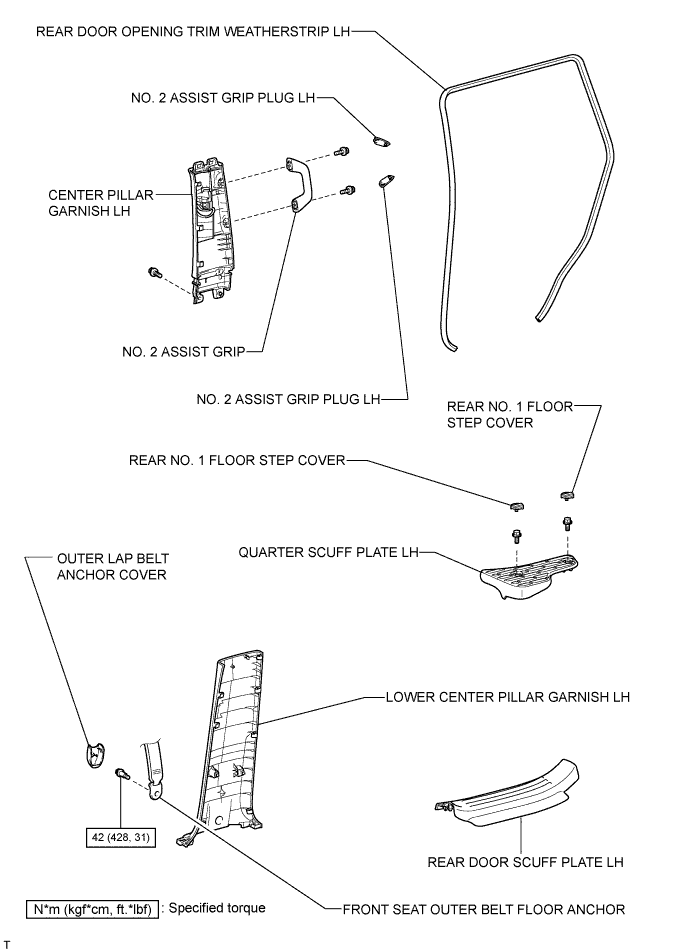 REAR DOOR OPENING TRIM WEATHERSTRIP LH
NO. 2 ASSIST GRIP PLUG LH
CENTER PILLAR
GARNISH LH
NO. 2 ASSIST GRIP
NO. 2 ASSIST GRIP PLUG LH
REAR NO. 1 FLOOR
STEP COVER
REAR NO. 1 FLOOR STEP COVER
QUARTER SCUFF PLATE LH
OUTER LAP BELT
ANCHOR COVER
LOWER CENTER PILLAR GARNISH LH
42 (428, 31)
REAR DOOR SCUFF PLATE LH
N*m (kgf*cm, ft.*lbf) : Specified torque
FRONT SEAT OUTER BELT FLOOR ANCHOR
T